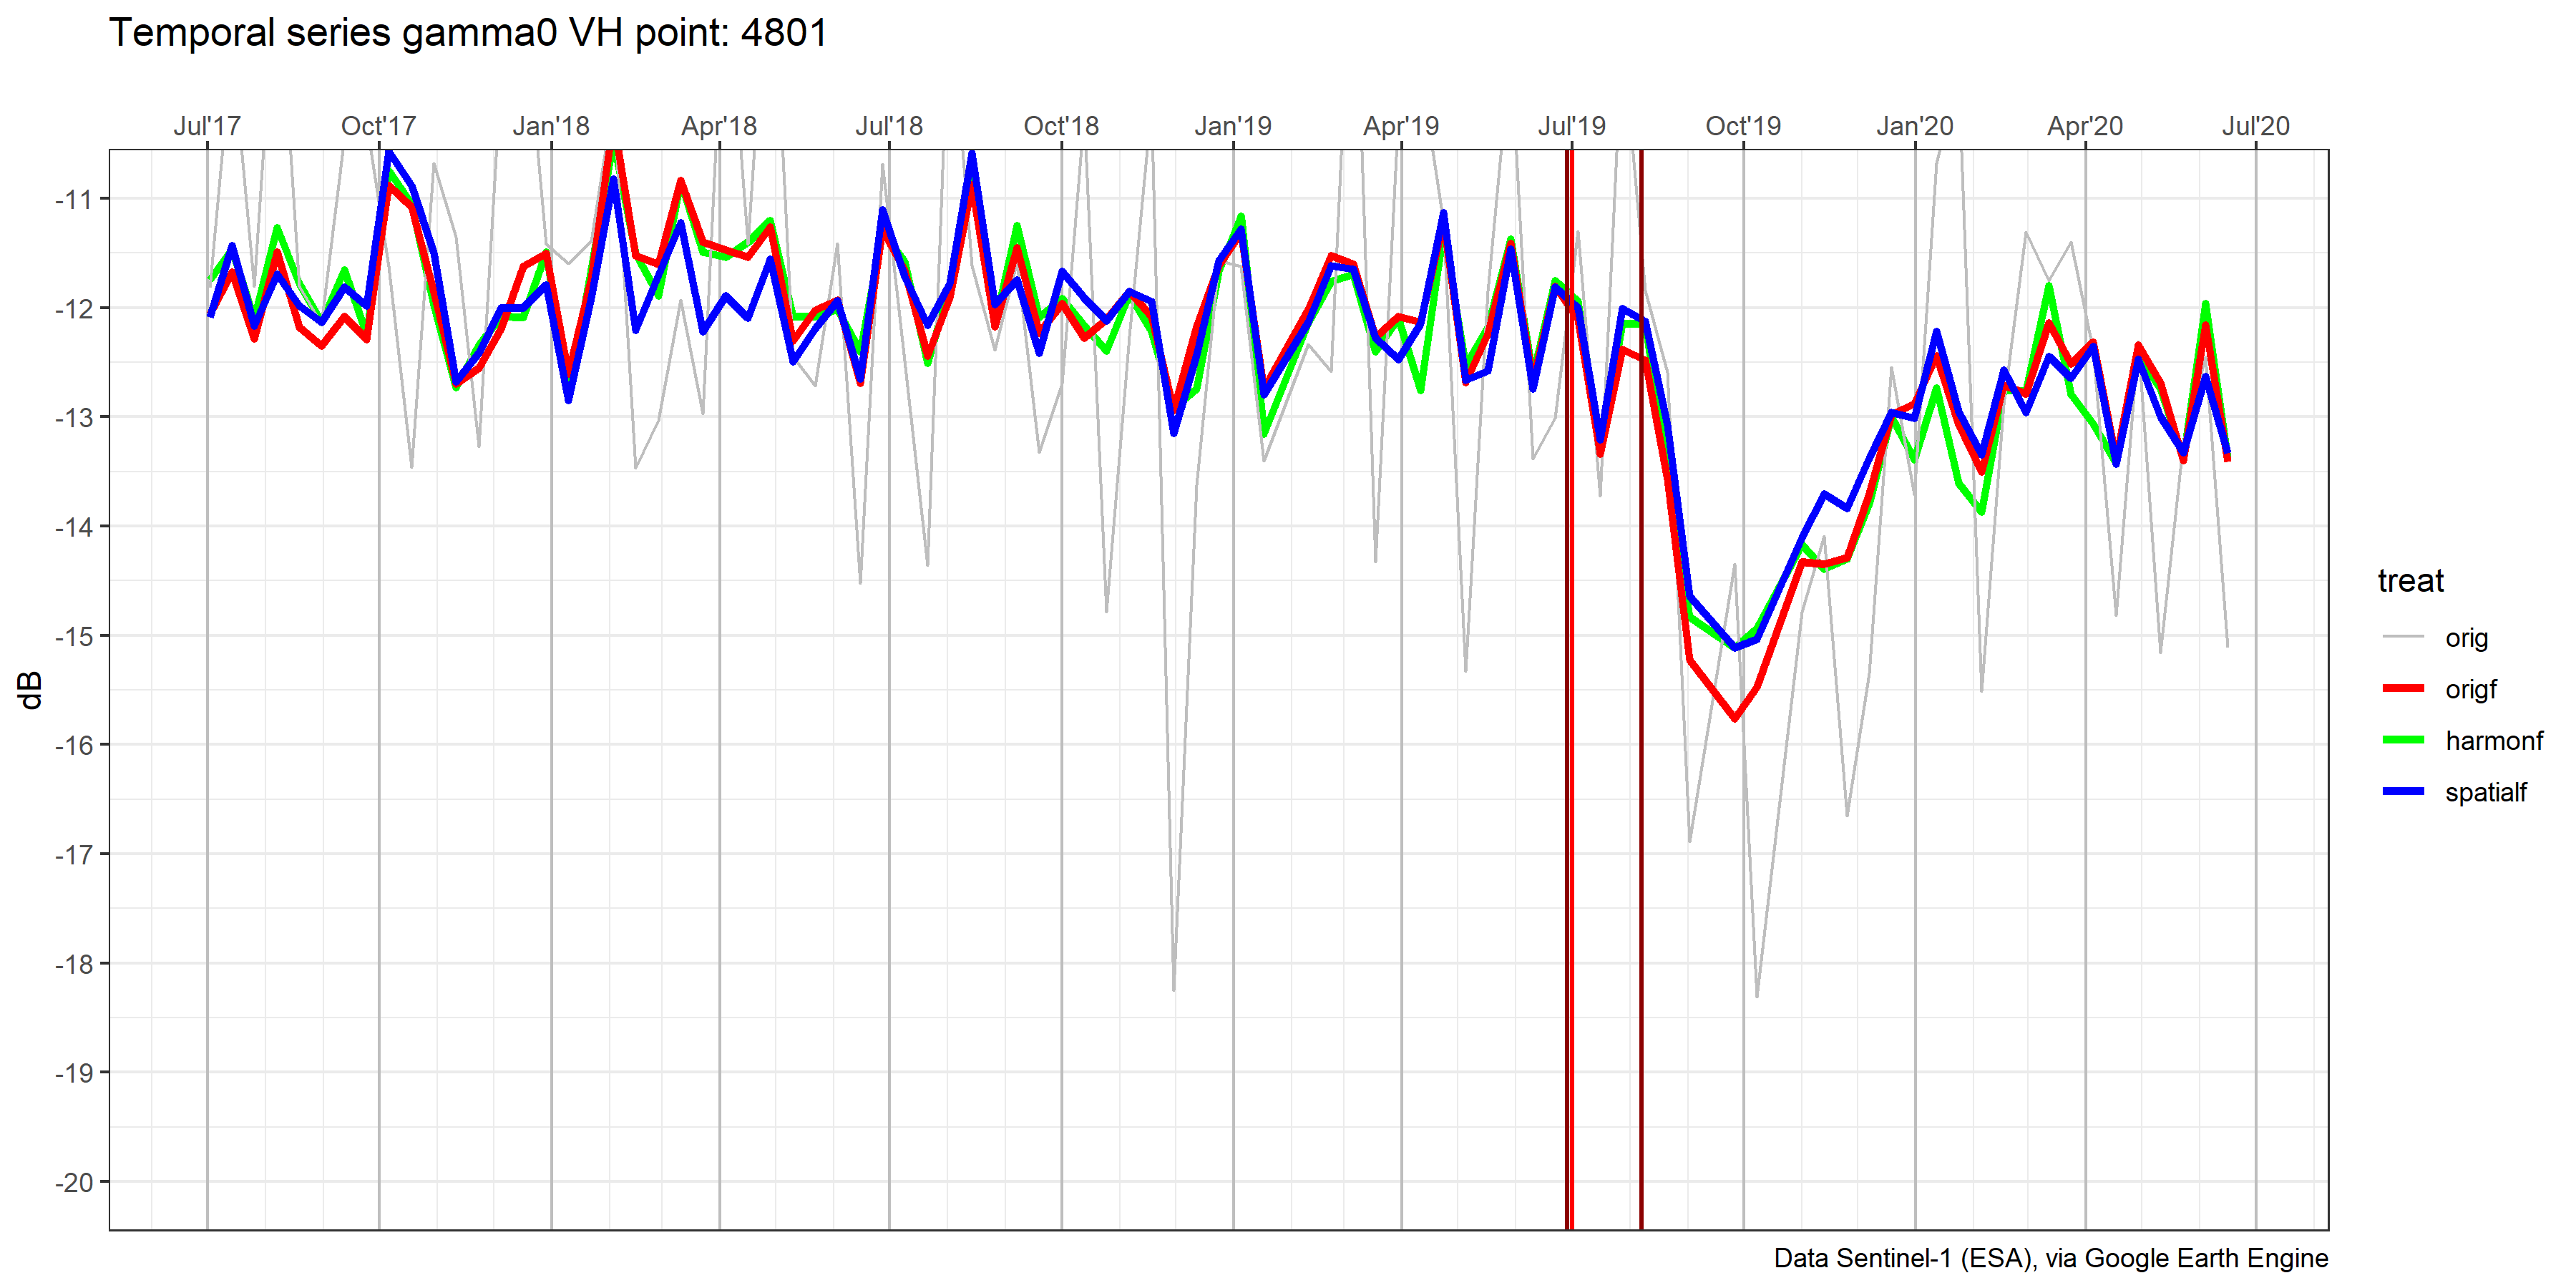 Temporal series gamma0 VH point: 4801
Jul'17 Oct'17 Jan'18 Apr'18 Jul'18 Oct'18 Jan'19 Apr'19 Jul'19 Oct'19 Jan'20 Apr'20 Jul'20
-11
-12
-13
-14
-15
-16
-17
-18
-19
-20
dB
treat
orig
origf
harmonf
spatialf
Data Sentinel-1 (ESA), via Google Earth Engine